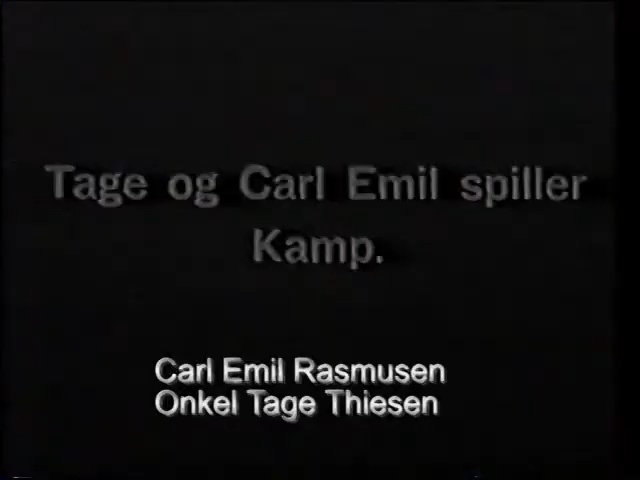 Tage og Carl Emil spiller
Kamp.
Carl Emil Rasmusen
Onkel Tage Thiesen